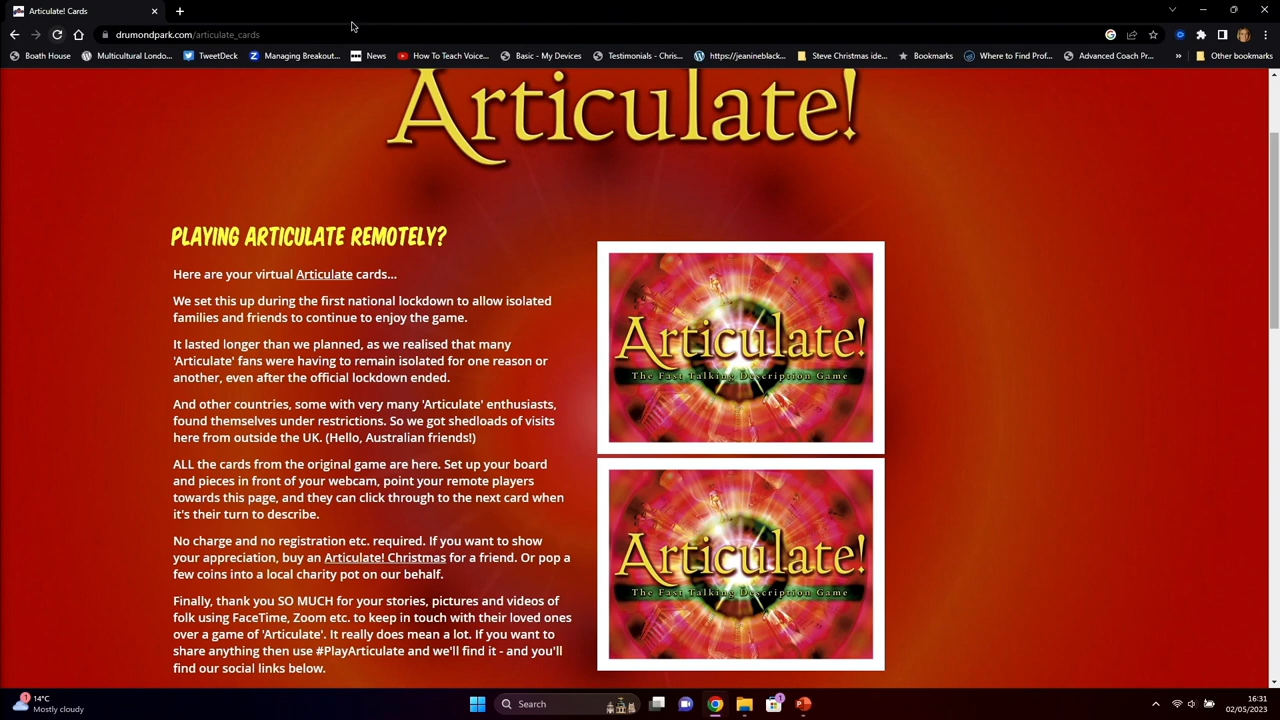 Articulate! Cards
drumondpark.com/articulate_cards
Boath House
Multicultural Londo...
TweetDeck
Managing Breakout...
News
How To Teach Voice...
Basic - My Devices
Testimonials - Chris...
https://jeanineblack...
Steve Christmas ide...
Bookmarks
Where to Find Prof...
Advanced Coach Pr...
Other bookmarks
Articulate!
PLAYING ARTICULATE REMOTELY?
Here are your virtual Articulate cards...
We set this up during the first national lockdown to allow isolated
families and friends to continue to enjoy the game.
It lasted longer than we planned, as we realised that many
'Articulate' fans were having to remain isolated for one reason or
another, even after the official lockdown ended.
And other countries, some with very many 'Articulate' enthusiasts,
found themselves under restrictions. So we got shedloads of visits
here from outside the UK. (Hello, Australian friends!)
ALL the cards from the original game are here. Set up your board
and pieces in front of your webcam, point your remote players
towards this page, and they can click through to the next card when
it's their turn to describe.
No charge and no registration etc. required. If you want to show
your appreciation, buy an Articulate! Christmas for a friend. Or pop a
few coins into a local charity pot on our behalf.
Finally, thank you SO MUCH for your stories, pictures and videos of
folk using FaceTime, Zoom etc. to keep in touch with their loved ones
over a game of 'Articulate'. It really does mean a lot. If you want to
share anything then use #PlayArticulate and we'll find it - and you'll
find our social links below.
Articulate!
The Fast Talking Description Game
Articulate!
The Fast Talking Description Game
1
14°C
Mostly cloudy
Search
1
16:31
02/05/2023